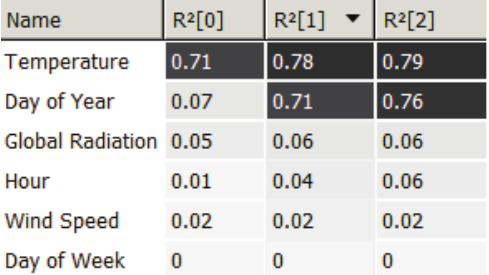 Name R²[0] R²[1] R²[2]
Temperature 0.71 0.78 0.79
Day of Year 0.07 0.71 0.76
Global Radiation 0.05 0.06 0.06
Hour 0.01 0.04 0.06
Wind Speed 0.02 0.02 0.02
Day of Week 0 0 0